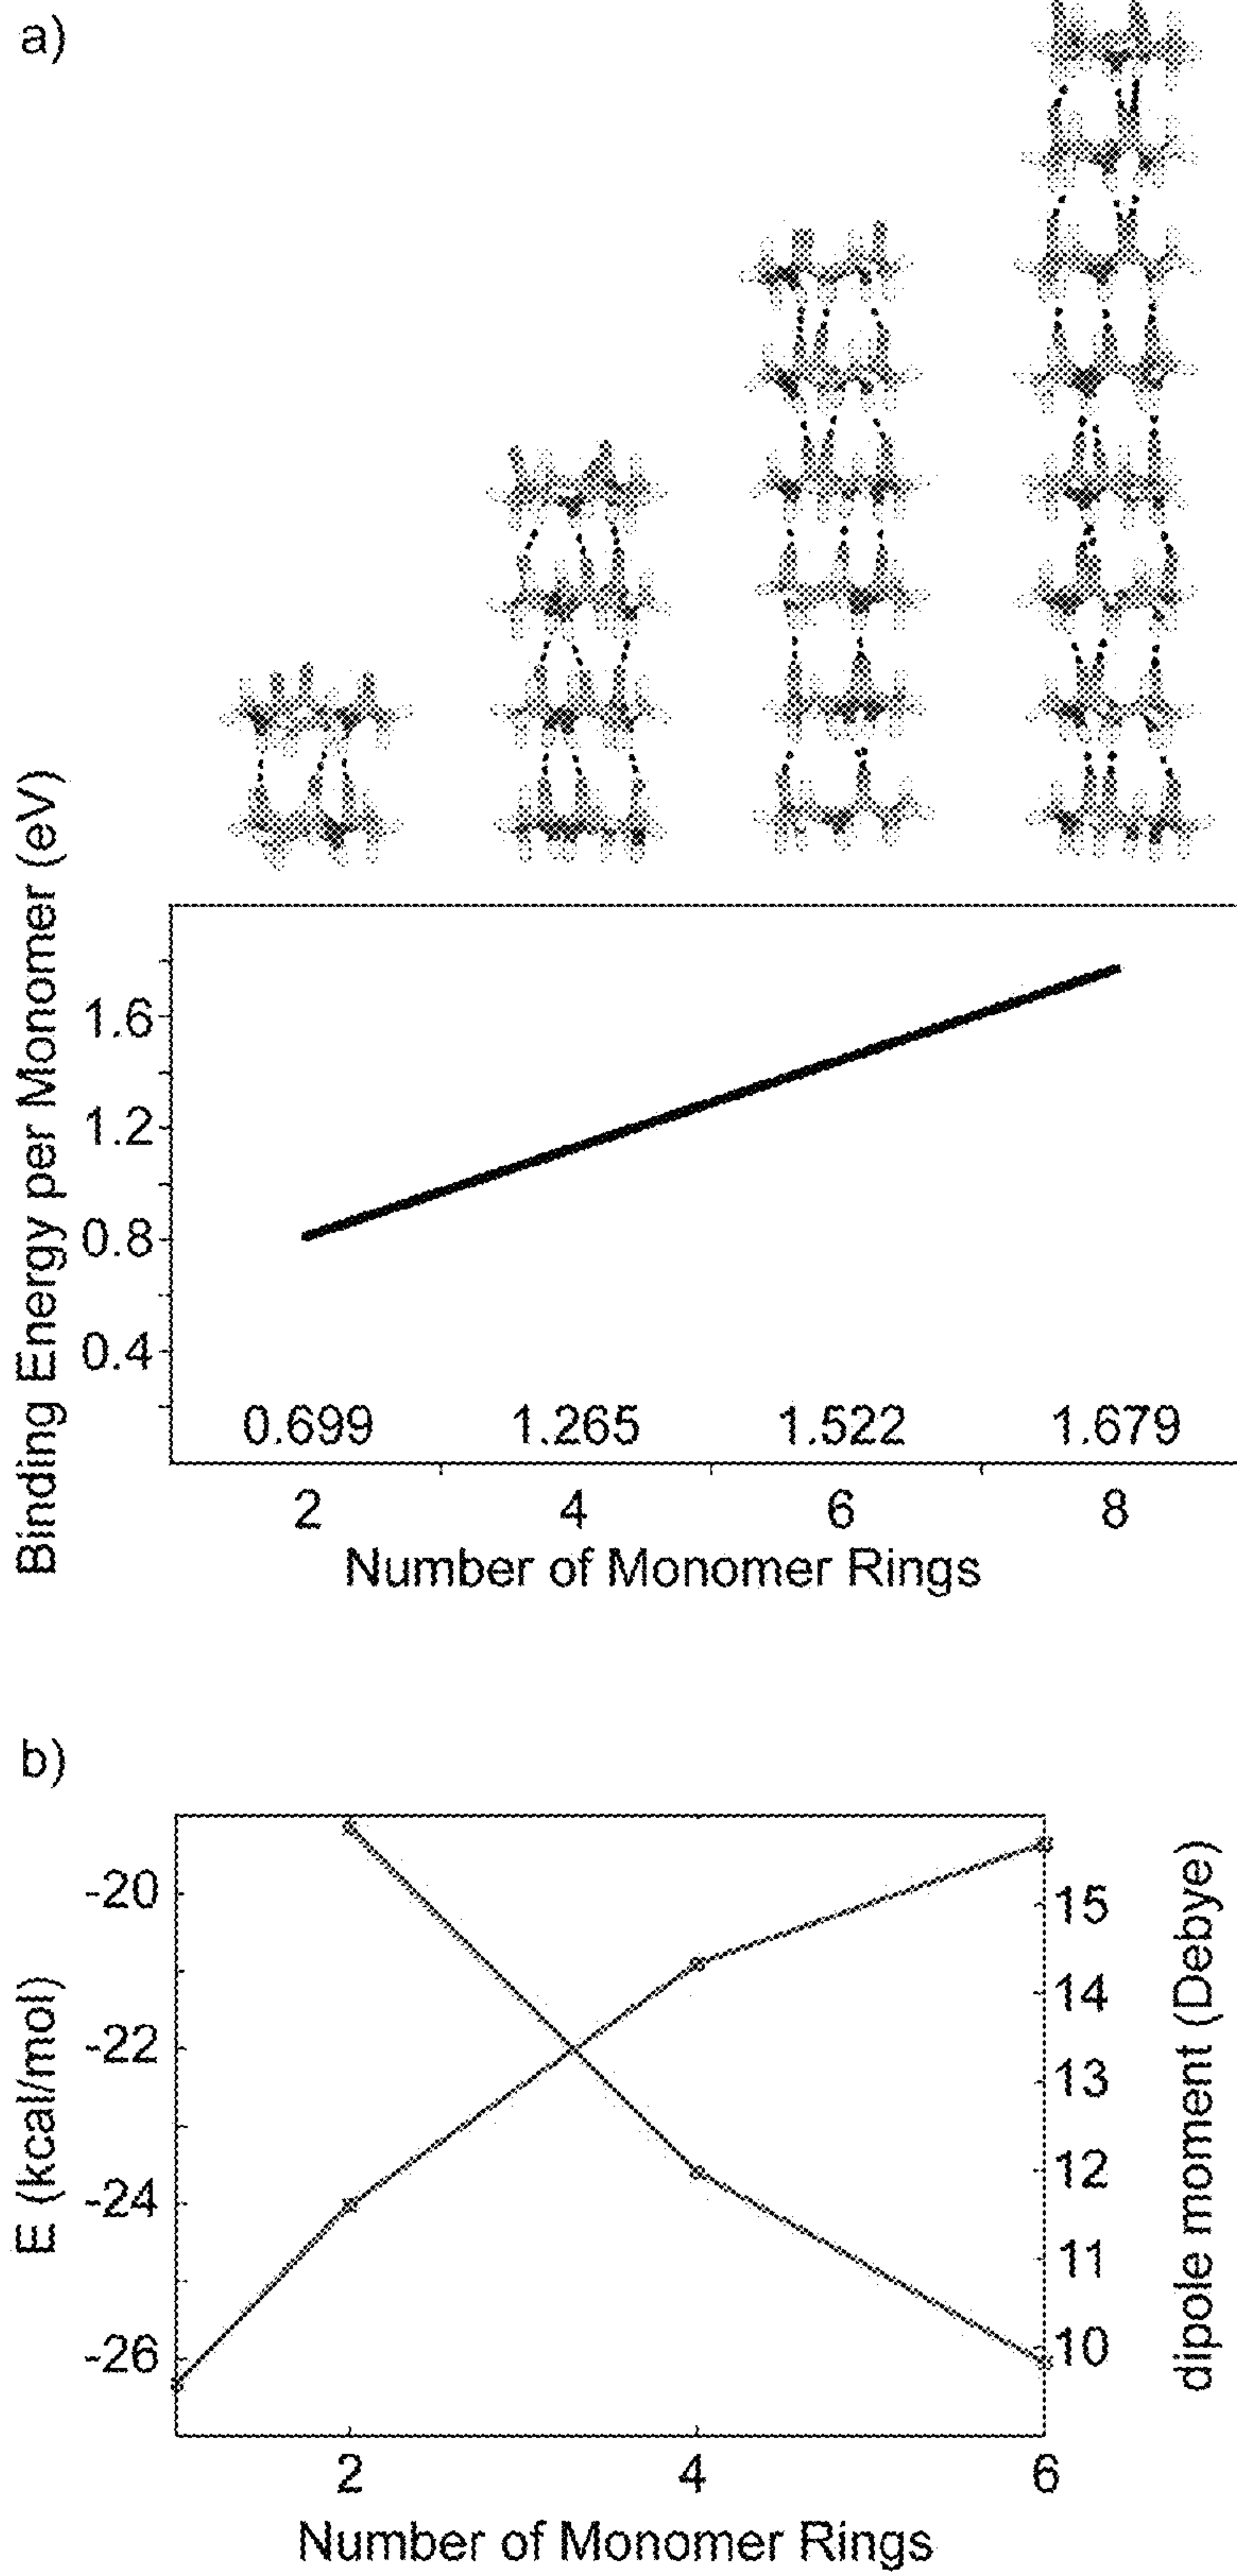 a)
Binding Energy per Monomer (eV)
1.6
1.2
0.8
0.4
0.699 1.265 1.522 1.679
2 4 6 8
Number of Monomer Rings
b)
E (kcal/mol)
-20
-22
-24
-26
15
14
13
12
11
10
dipole moment (Debye)
2 4 6
Number of Monomer Rings